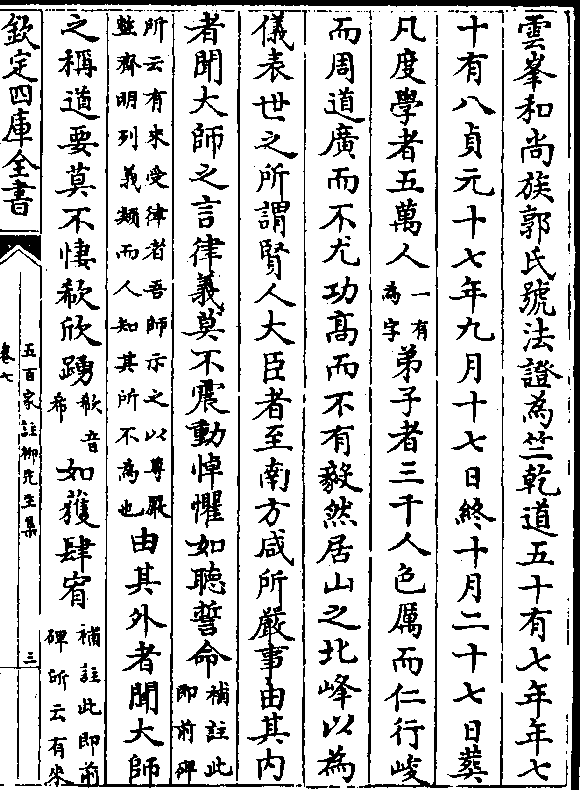 雲峯和尚族郭氏號法證為竺乾道五十有七年年七
十有八貞元十七年九月十七日終十月二十七日葬
凡度學者五萬人一有為字弟子者三千人色厲而仁行峻
而周道廣而不尤功高而不有毅然居山之北峰以為
儀表世之所謂賢人大臣者至南方咸所嚴事由其內
者聞大師之言律義莫不震動悼懼如聽誓命補註此即前碑
所云有來受律者吾師示之以尊嚴整齊明列義類而人知其所不為也由其外者聞大師
之稱道要莫不悽欷欣踴欷音希如獲肆宥補註此即前碑所云有來
欽定四庫全書
五百家註柳先生集
卷七
三